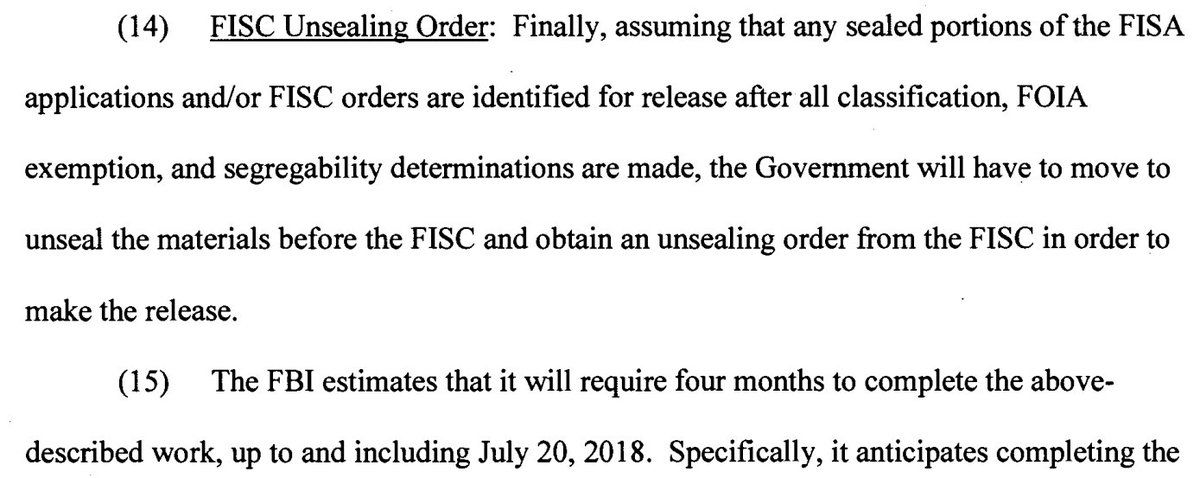 (14) FISC Unsealing Order: Finally, assuming that any sealed portions of the FISA
applications and/or FISC orders are identified for release after all classification, FOIA
exemption, and segregability determinations are made, the Government will have to move to
unseal the materials before the FISC and obtain an unsealing order from the FISC in order to
make the release.
(15) The FBI estimates that it will require four months to complete the above-
described work, up to and including July 20, 2018. Specifically, it anticipates completing the